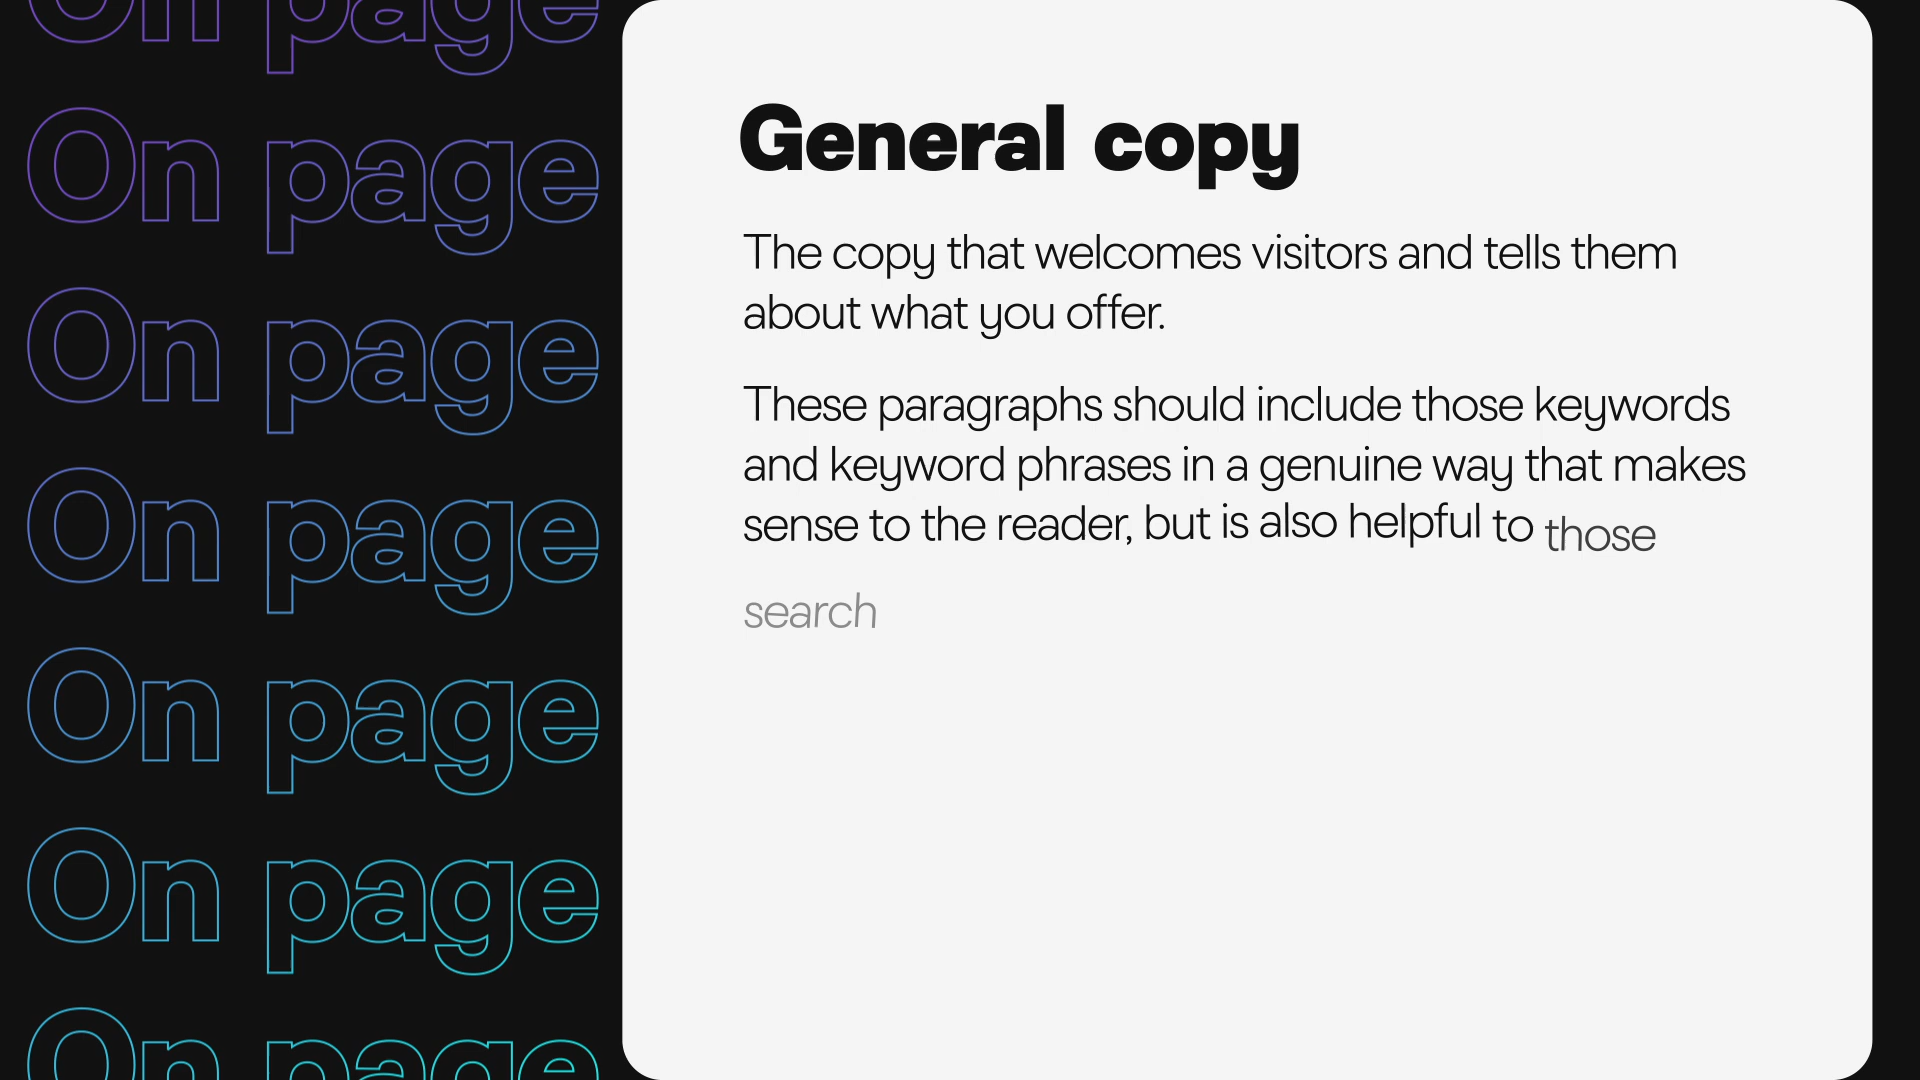 On page
On page
On page
On page
On page
On page
On page
General copy
The copy that welcomes visitors and tells them
about what you offer.
These paragraphs should include those keywords
and keyword phrases in a genuine way that makes
sense to the reader, but is also helpful to those
search